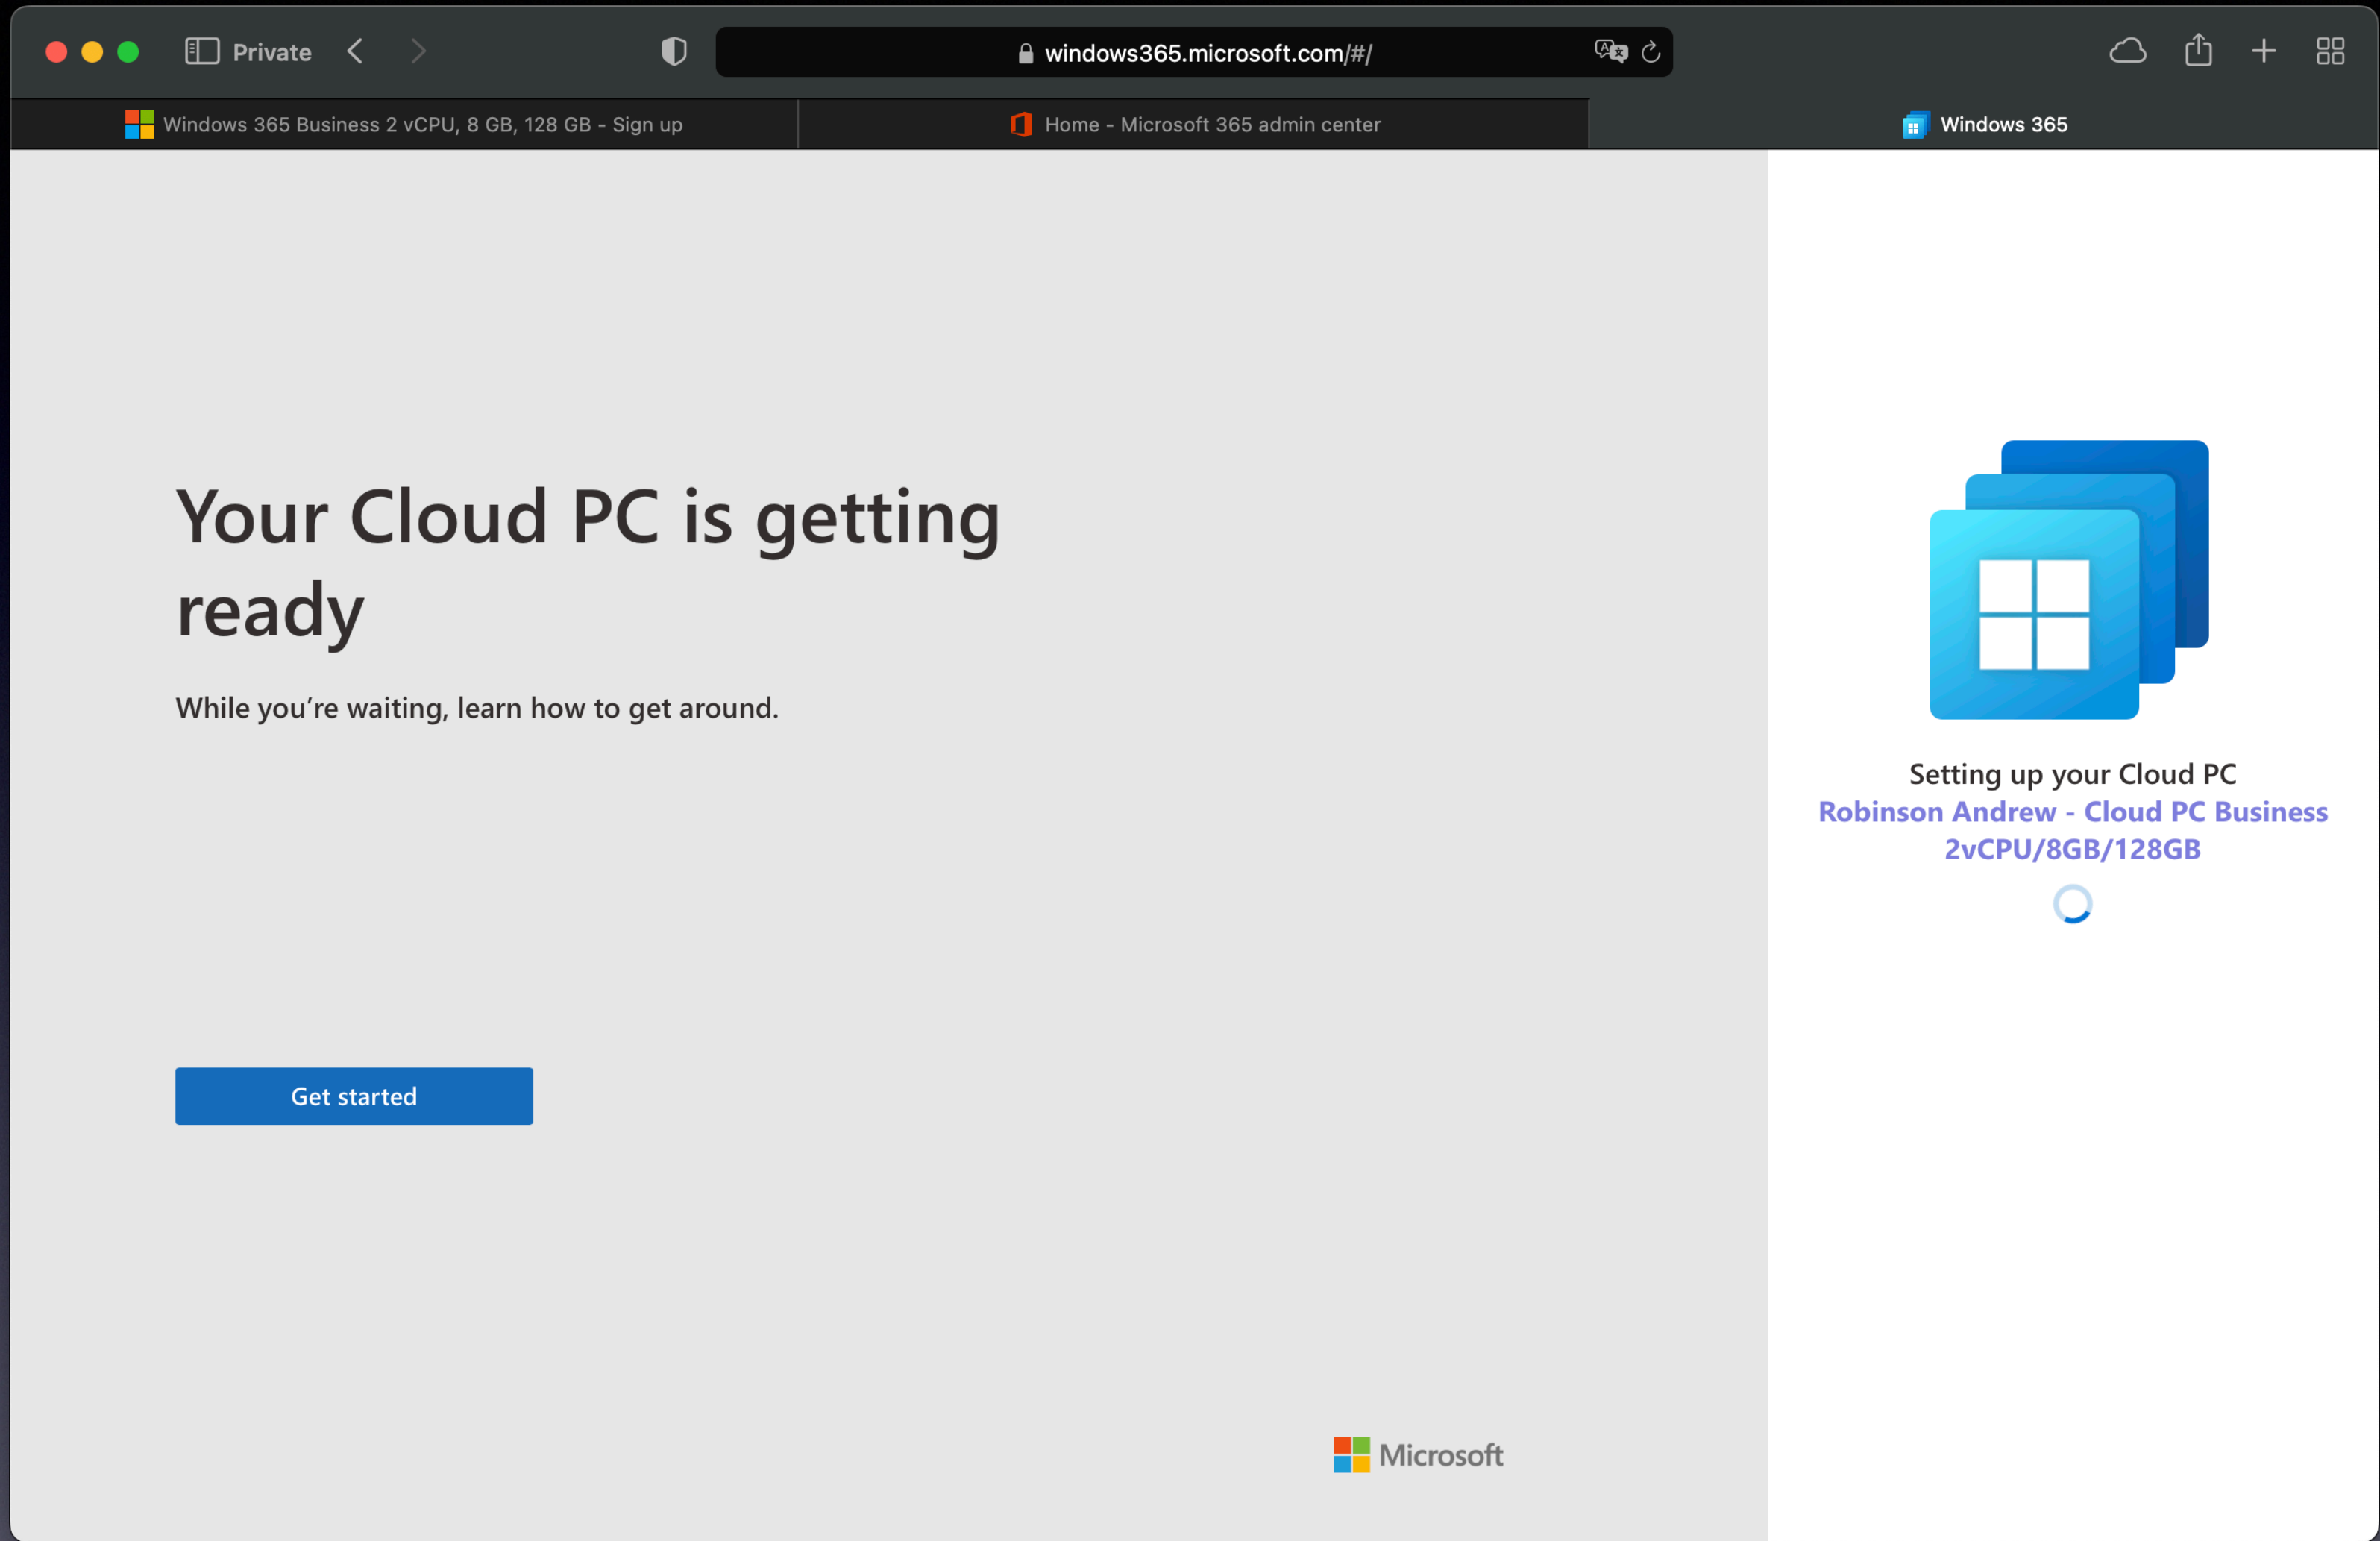 Private
windows365.microsoft.com/#/
Windows 365 Business 2 vCPU, 8 GB, 128 GB - Sign up
Home - Microsoft 365 admin center
Windows 365
Your Cloud PC is getting
ready
While you're waiting, learn how to get around.
Get started
Microsoft
Setting up your Cloud PC
Robinson Andrew - Cloud PC Business
2vCPU/8GB/128GB